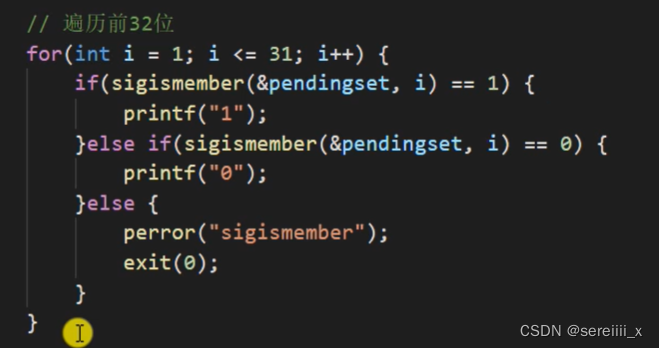 // 遍历前32位
for(int i = 1; i <= 31; i++) {
    if(sigismember(&pendingset, i) == 1) {
        printf("1");
    }else if(sigismember(&pendingset, i) == 0) {
        printf("0");
    }else {
        perror("sigismember");
        exit(0);
    }
}
CSDN @sereiiii_x